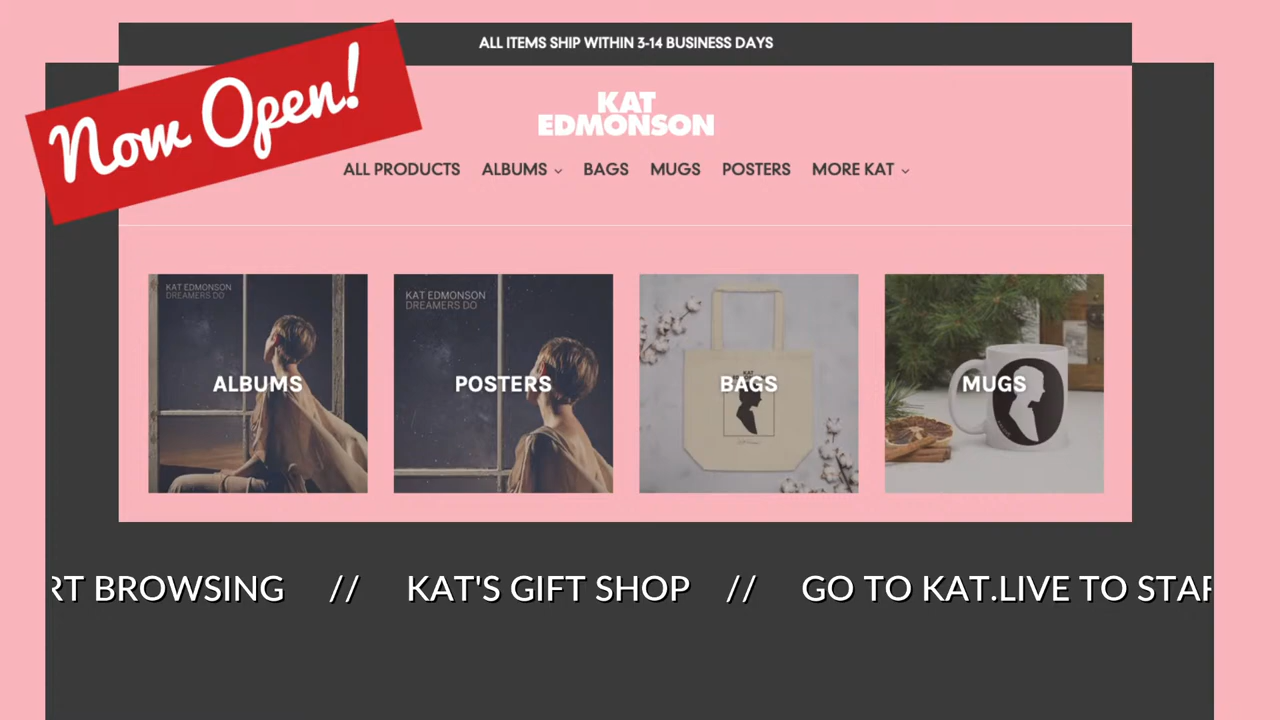 ALL ITEMS SHIP WITHIN 3-14 BUSINESS DAYS
Now Open!
KAT
EDMONSON
ALL PRODUCTS ALBUMS BAGS MUGS POSTERS MORE KAT
KAT EDMONSON
DREAMERS DO
ALBUMS
KAT EDMONSON
DREAMERS DO
POSTERS
KAT
BAGS
MUGS
RT BROWSING // KAT'S GIFT SHOP // GO TO KAT.LIVE TO STAR